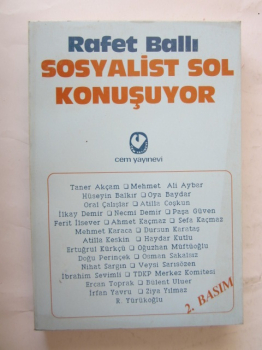 Rafet Ballı
SOSYALİST SOL
KONUŞUYOR
cem yayınevi
Taner Akçam ❑ Mehmet Ali Aybar
Hüseyin Balkır ❑ Oya Baydar
Oral Çalışlar ❑ Atilla Coşkun
İlkay Demir ❑ Necmi Demir ❑ Paşa Güven
Ferit İlsever ❑ Ahmet Kaçmaz ❑ Sefa Kaçmaz
Mehmet Karaca ❑ Dursun Karataş
Atilla Keskin ❑ Haydar Kutlu
Ertuğrul Kürkçü ❑ Oğuzhan Müftüoğlu
Doğu Perinçek ❑ Osman Sakalsız
Nihat Sargın ❑ Veysi Sarısözen
İbrahim Sevimli ❑ TDKP Merkez Komitesi
Ercan Toprak ❑ Bülent Uluer
İrfan Yavru ❑ Ziya Yılmaz
R. Yürükoğlu
2. BASIM